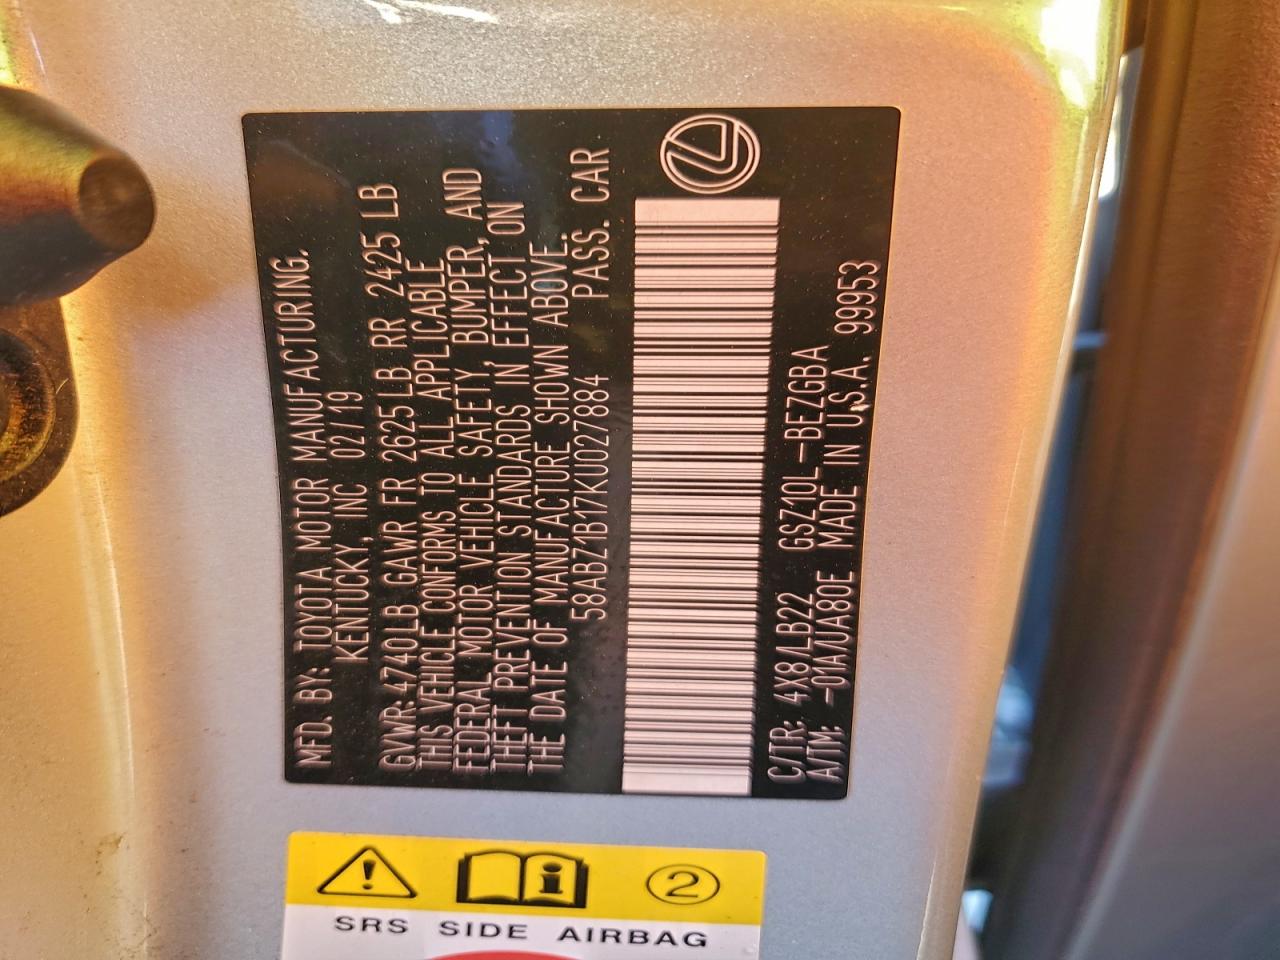 MFD. BY: TOYOTA MOTOR MANUFACTURING,
KENTUCKY, INC 02/19
GVWR:4740LB GAWR FR 2625LB RR 2425LB
THIS VEHICLE CONFORMS TO ALL APPLICABLE
FEDERAL MOTOR VEHICLE SAFETY, BUMPER, AND
THEFT PREVENTION STANDARDS IN EFFECT ON
THE DATE OF MANUFACTURE SHOWN ABOVE.
58ABZ1B17KU027884 PASS. CAR
C/TR: 4X8/LB22 GSZ10L-BEZGBA
A/TM: -01A/UA80E MADE IN U.S.A. 99953
2
SRS SIDE AIRBAG